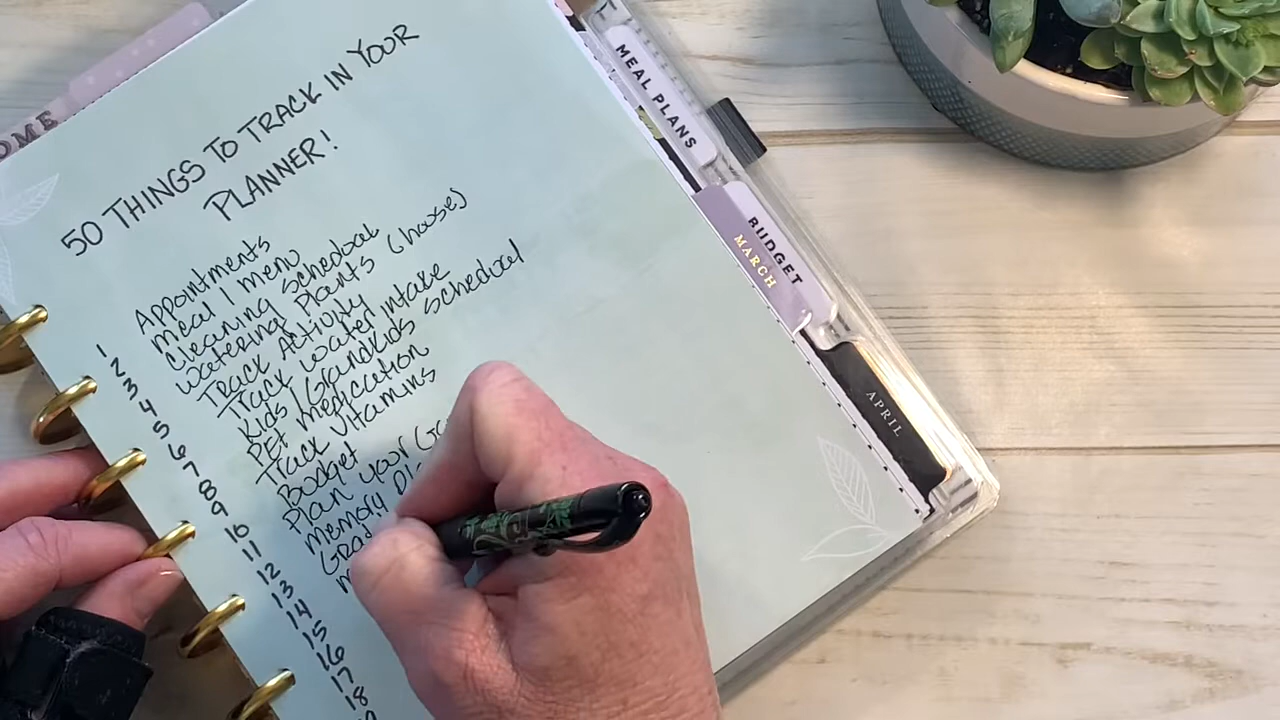 OME
50 THINGS TO TRACK IN YOUR
PLANNER!
1 Appointments
2 Meal / menu
3 Cleaning schedual
4 Watering Plants (house)
5 Track Activity
6 Track water intake
7 Kids / Grandkids schedual
8 Pet medication
9 Track Vitamins
10 Budget
11 Plan your
12 Memory
13
14
15
16
17
18
MEAL PLANS
BUDGET
MARCH
APRIL